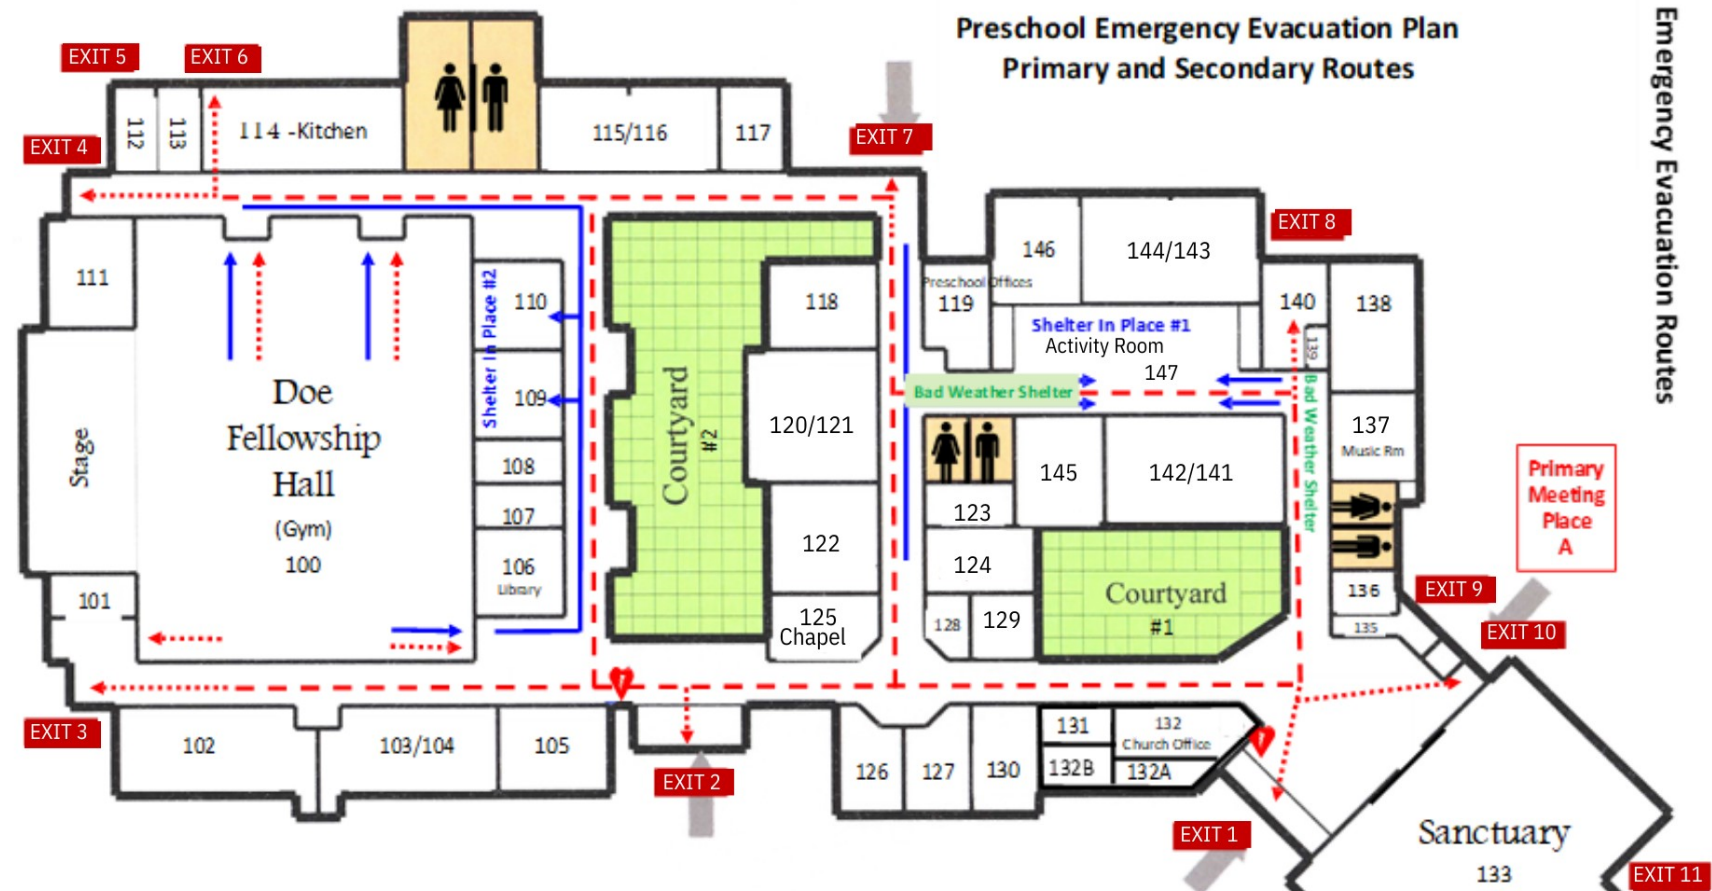 Preschool Emergency Evacuation Plan
Primary and Secondary Routes
Emergency Evacuation Routes
EXIT 5
EXIT 6
EXIT 4
EXIT 7
EXIT 8
112
113
114 -Kitchen
115/116
117
111
Stage
101
Doe
Fellowship
Hall
(Gym)
100
Shelter In Place #2
110
109
108
107
106
Library
Courtyard
#2
118
120/121
122
125
Chapel
Preschool Offices
119
146
144/143
140
138
139
Shelter In Place #1
Activity Room
147
Bad Weather Shelter
Bad Weather Shelter
137
Music Rm
145
142/141
123
124
128
129
Courtyard
#1
136
135
Primary
Meeting
Place
A
EXIT 9
EXIT 10
EXIT 3
102
103/104
105
EXIT 2
126
127
130
131
132
Church Office
132B
132A
EXIT 1
Sanctuary
133
EXIT 11